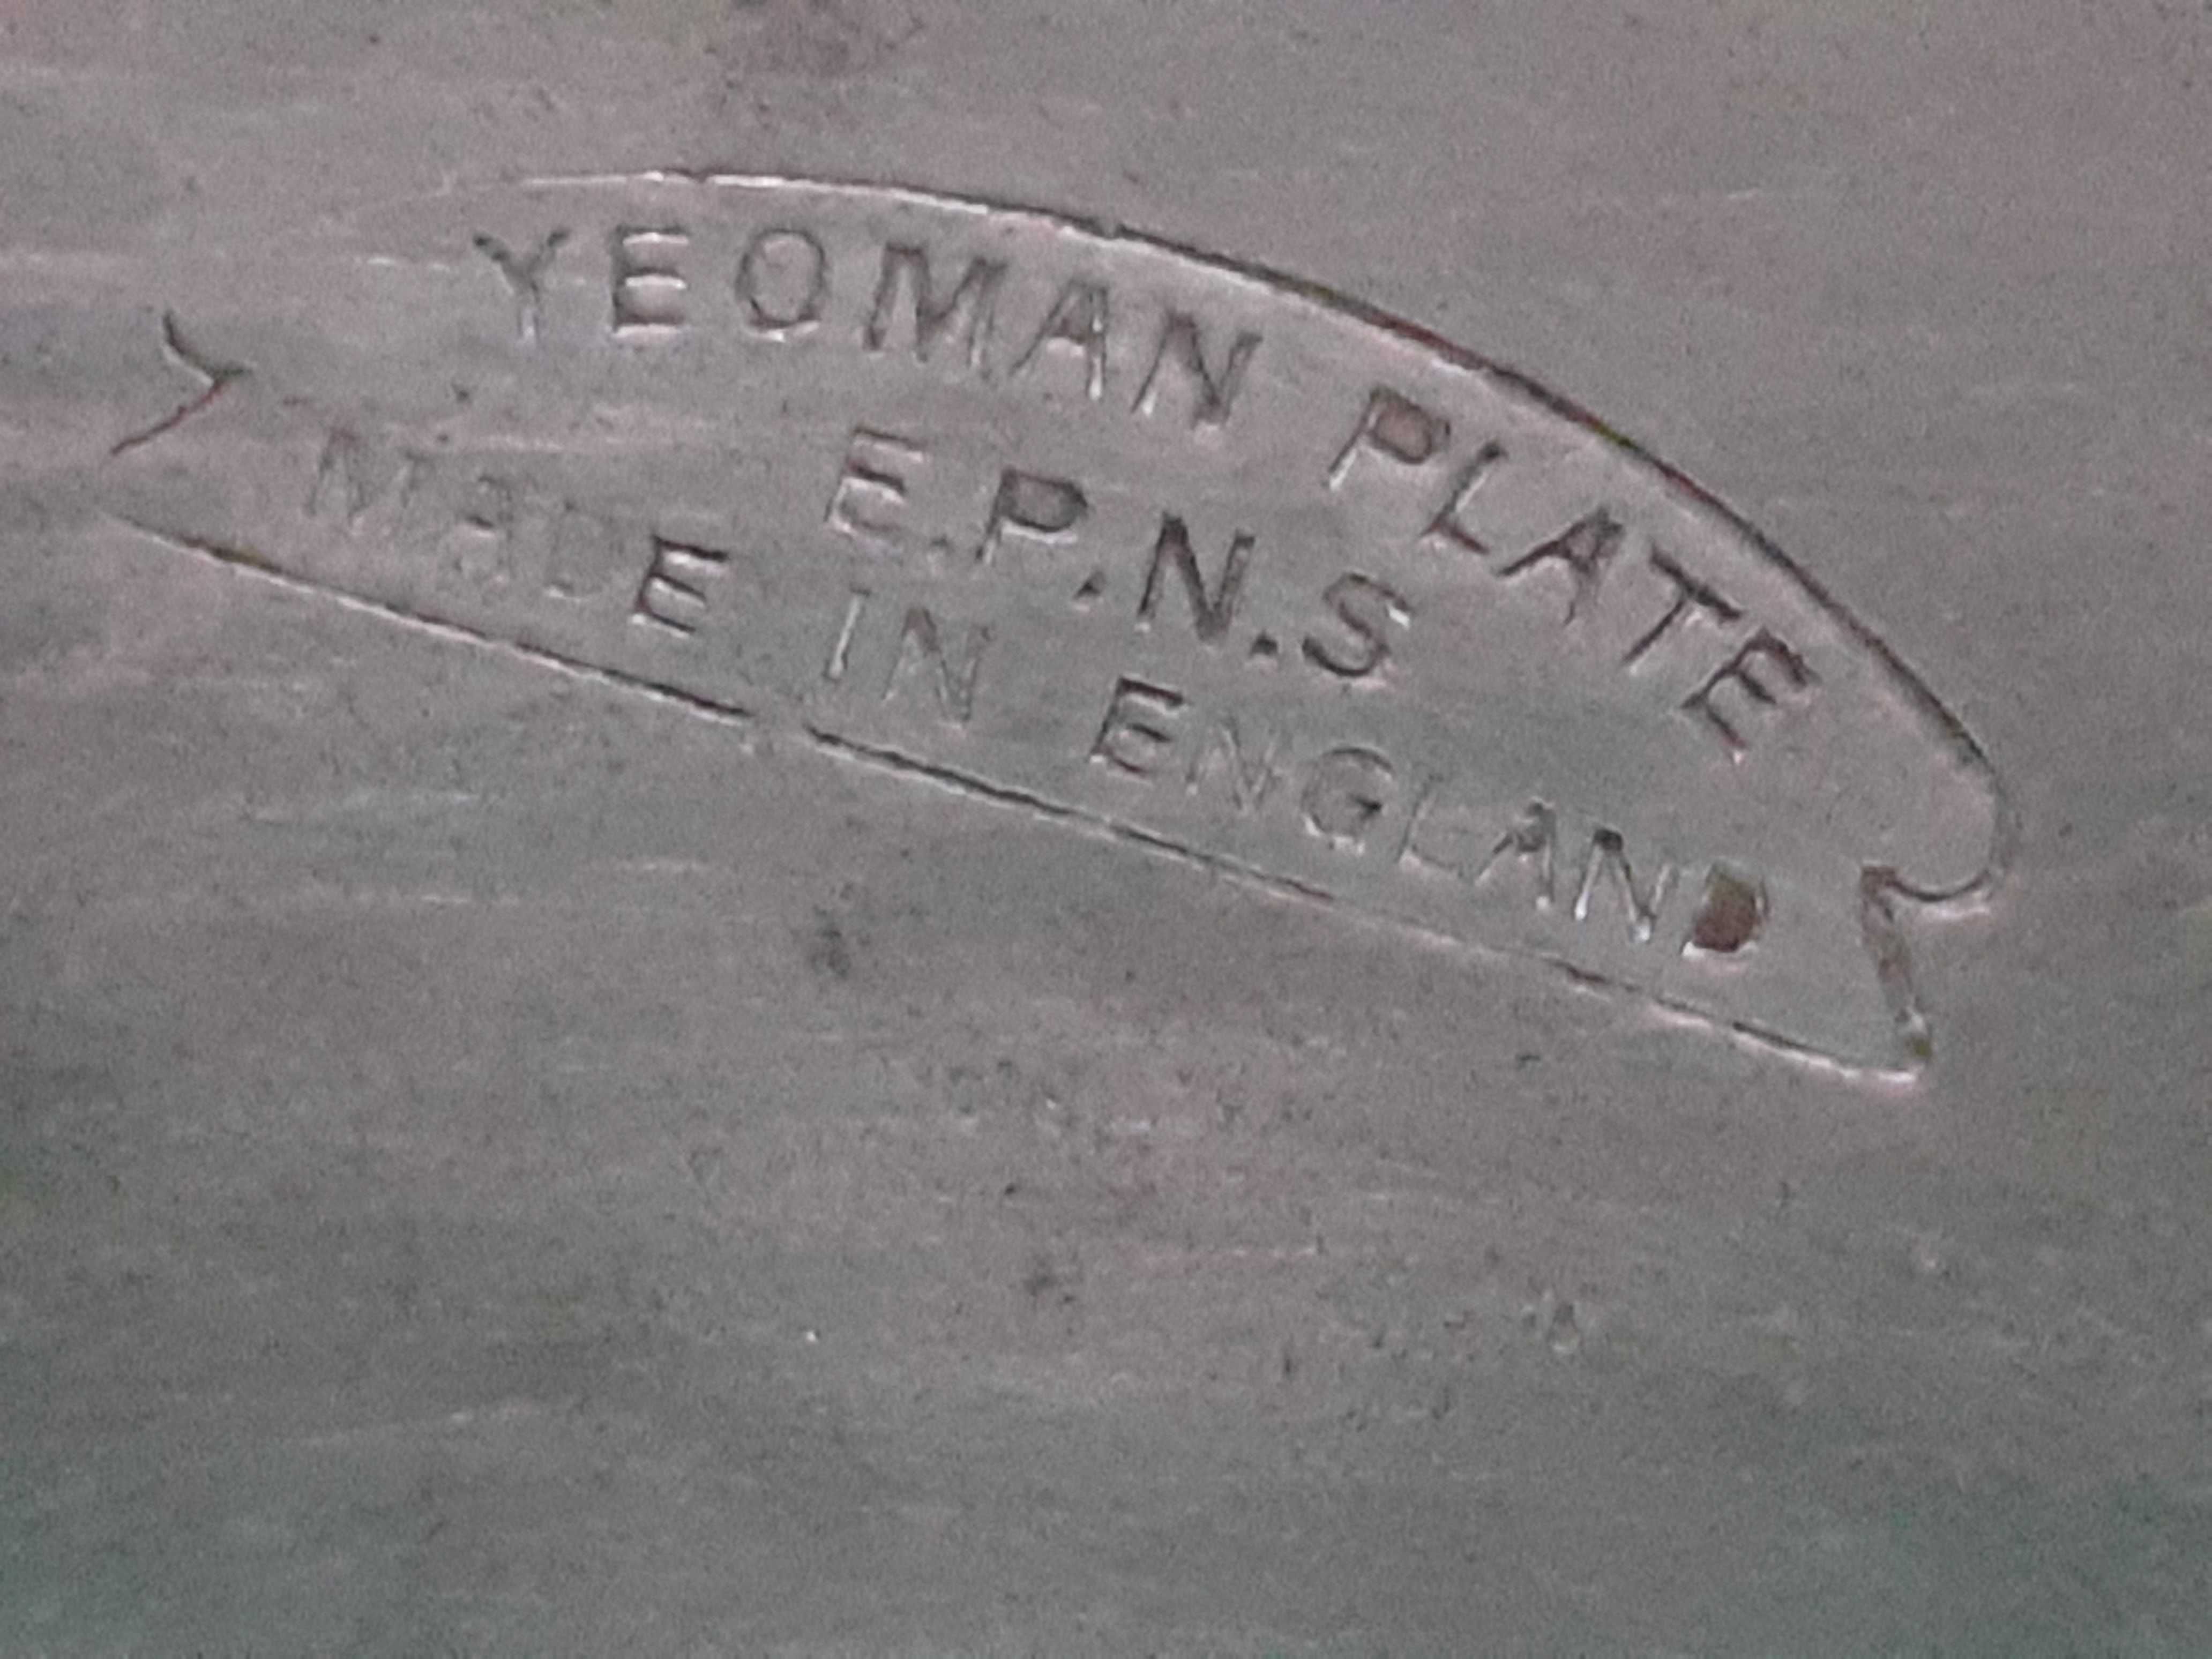 YEOMAN PLATE
E.P.N.S
MADE IN ENGLAND